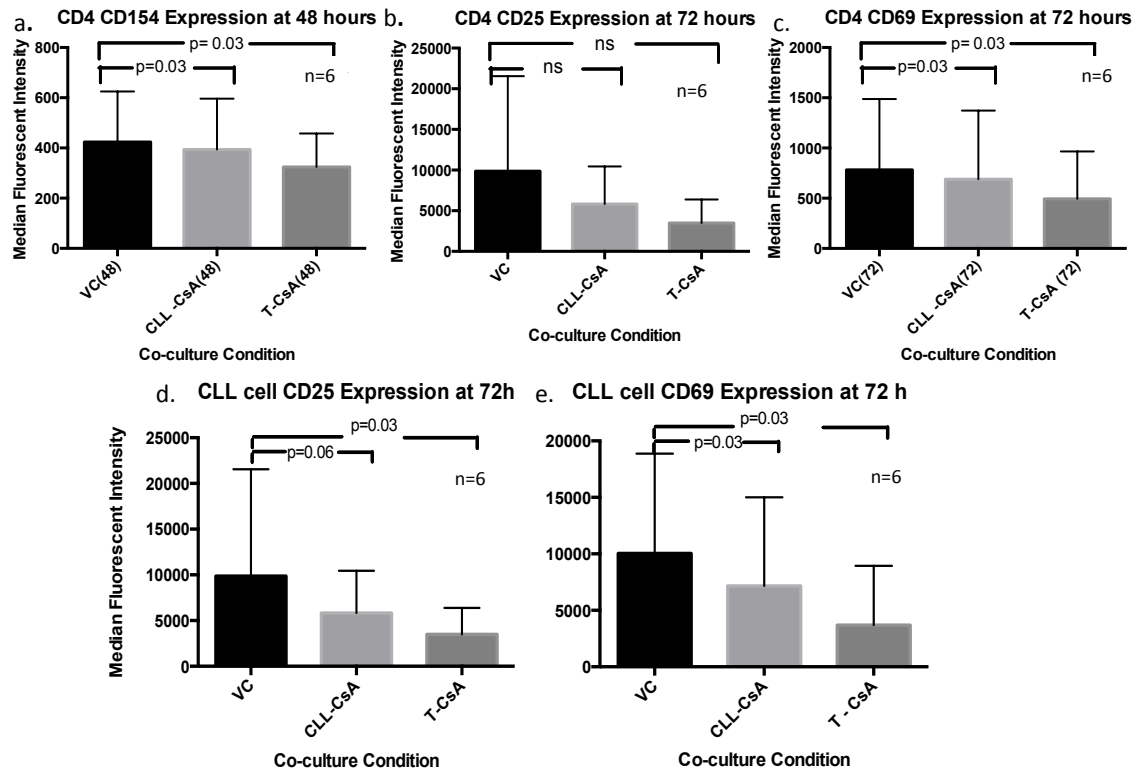 a.
CD4 CD154 Expression at 48 hours
Median Fluorescent Intensity
800
600
400
200
0
p= 0.03
p=0.03
n=6
VC(48)
CLL -CsA(48)
T-CsA(48)
Co-culture Condition
b.
CD4 CD25 Expression at 72 hours
Median Fluorescent Intensity
25000
20000
15000
10000
5000
0
ns
ns
n=6
VC
CLL-CsA
T-CsA
Co-culture Condition
c.
CD4 CD69 Expression at 72 hours
Median Fluorescent Intensity
2000
1500
1000
500
0
p= 0.03
p=0.03
n=6
VC(72)
CLL -CsA(72)
T-CsA (72)
Co-culture Condition
d.
CLL cell CD25 Expression at 72h
Median Fluorescent Intensity
25000
20000
15000
10000
5000
0
p=0.03
p=0.06
n=6
VC
CLL-CsA
T-CsA
Co-culture Condition
e.
CLL cell CD69 Expression at 72 h
20000
15000
10000
5000
0
p=0.03
p=0.03
n=6
VC
CLL-CsA
T - CsA
Co-culture Condition